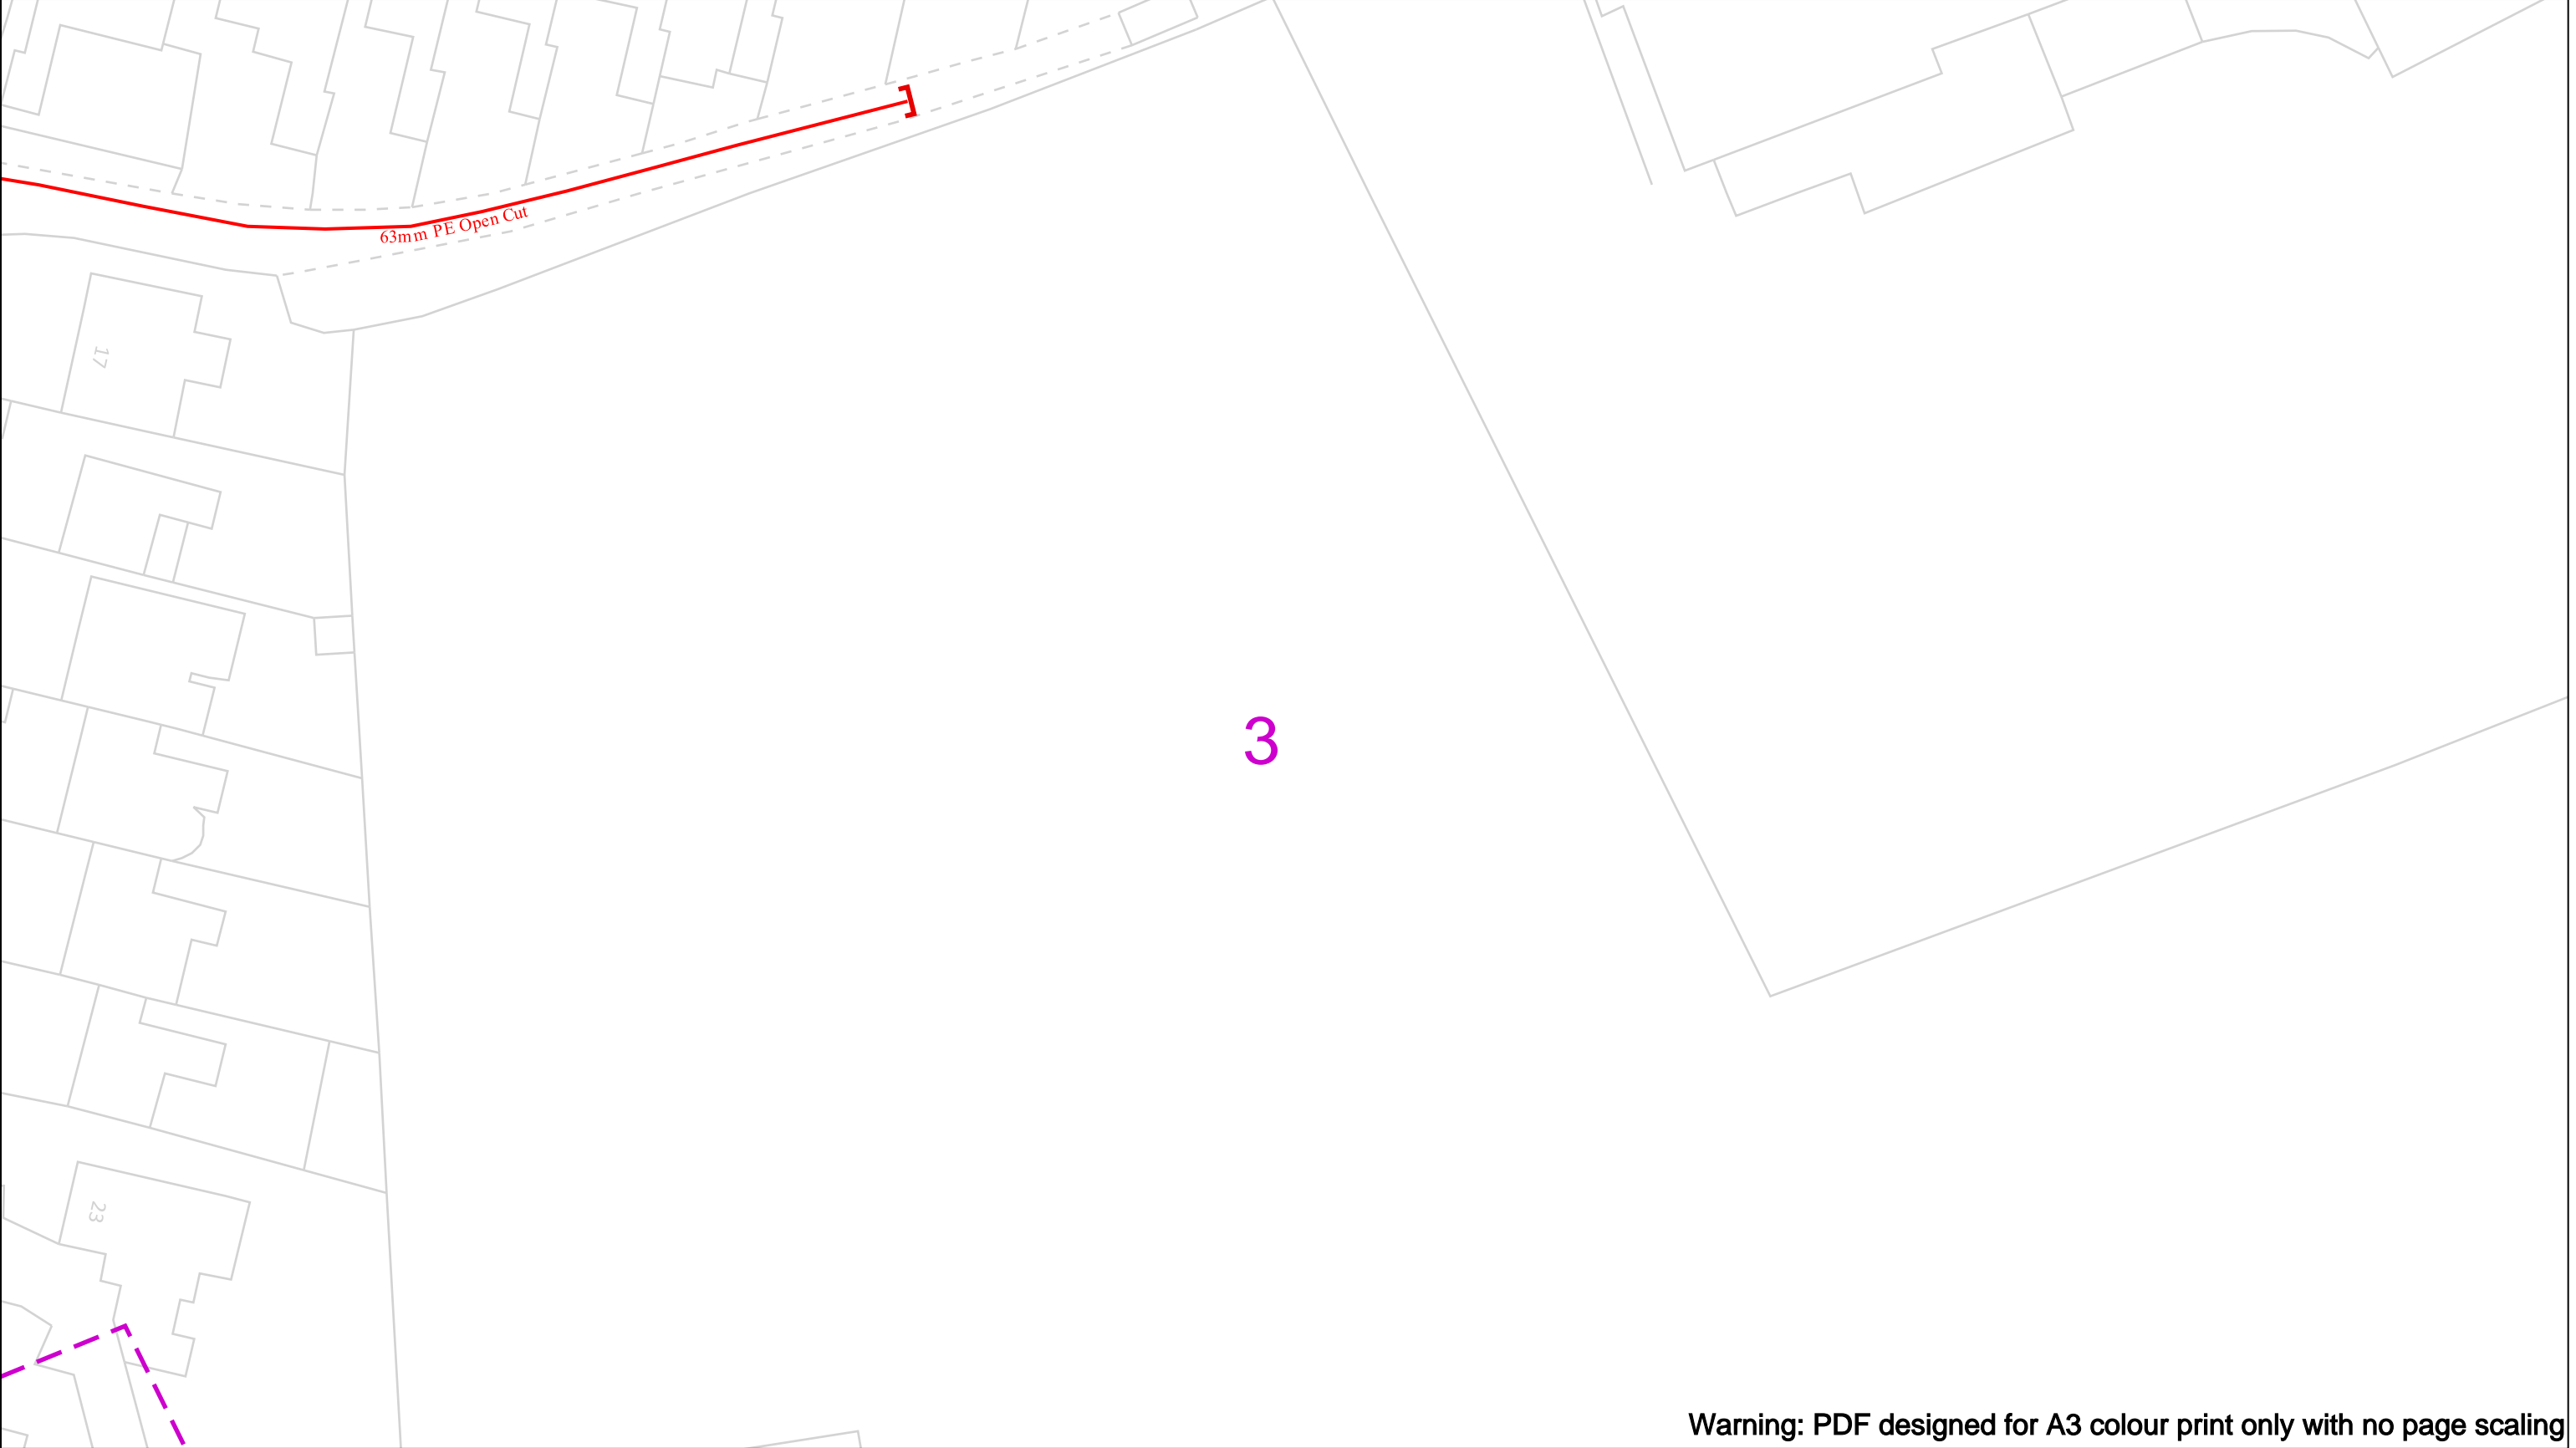 63mm PE Open Cut
17
3
23
Warning: PDF designed for A3 colour print only with no page scaling